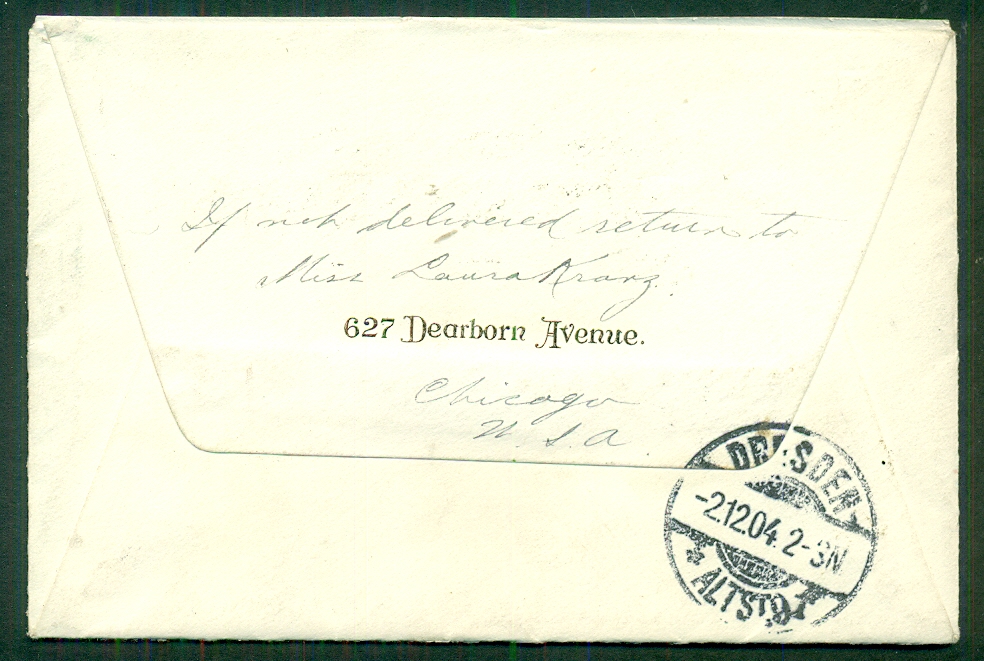 If not delivered return to
Miss Laura Kranz.
627 Dearborn Avenue.
Chicago
U. S. A
DRESDEN
-2.12.04. 2-3N
* ALTST.